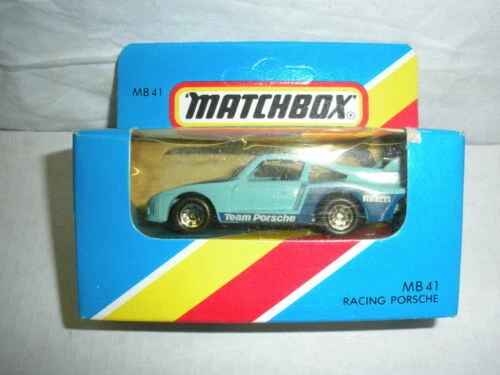 MB 41
MATCHBOX
Team Porsche
PIRELLI
MB 41
RACING PORSCHE